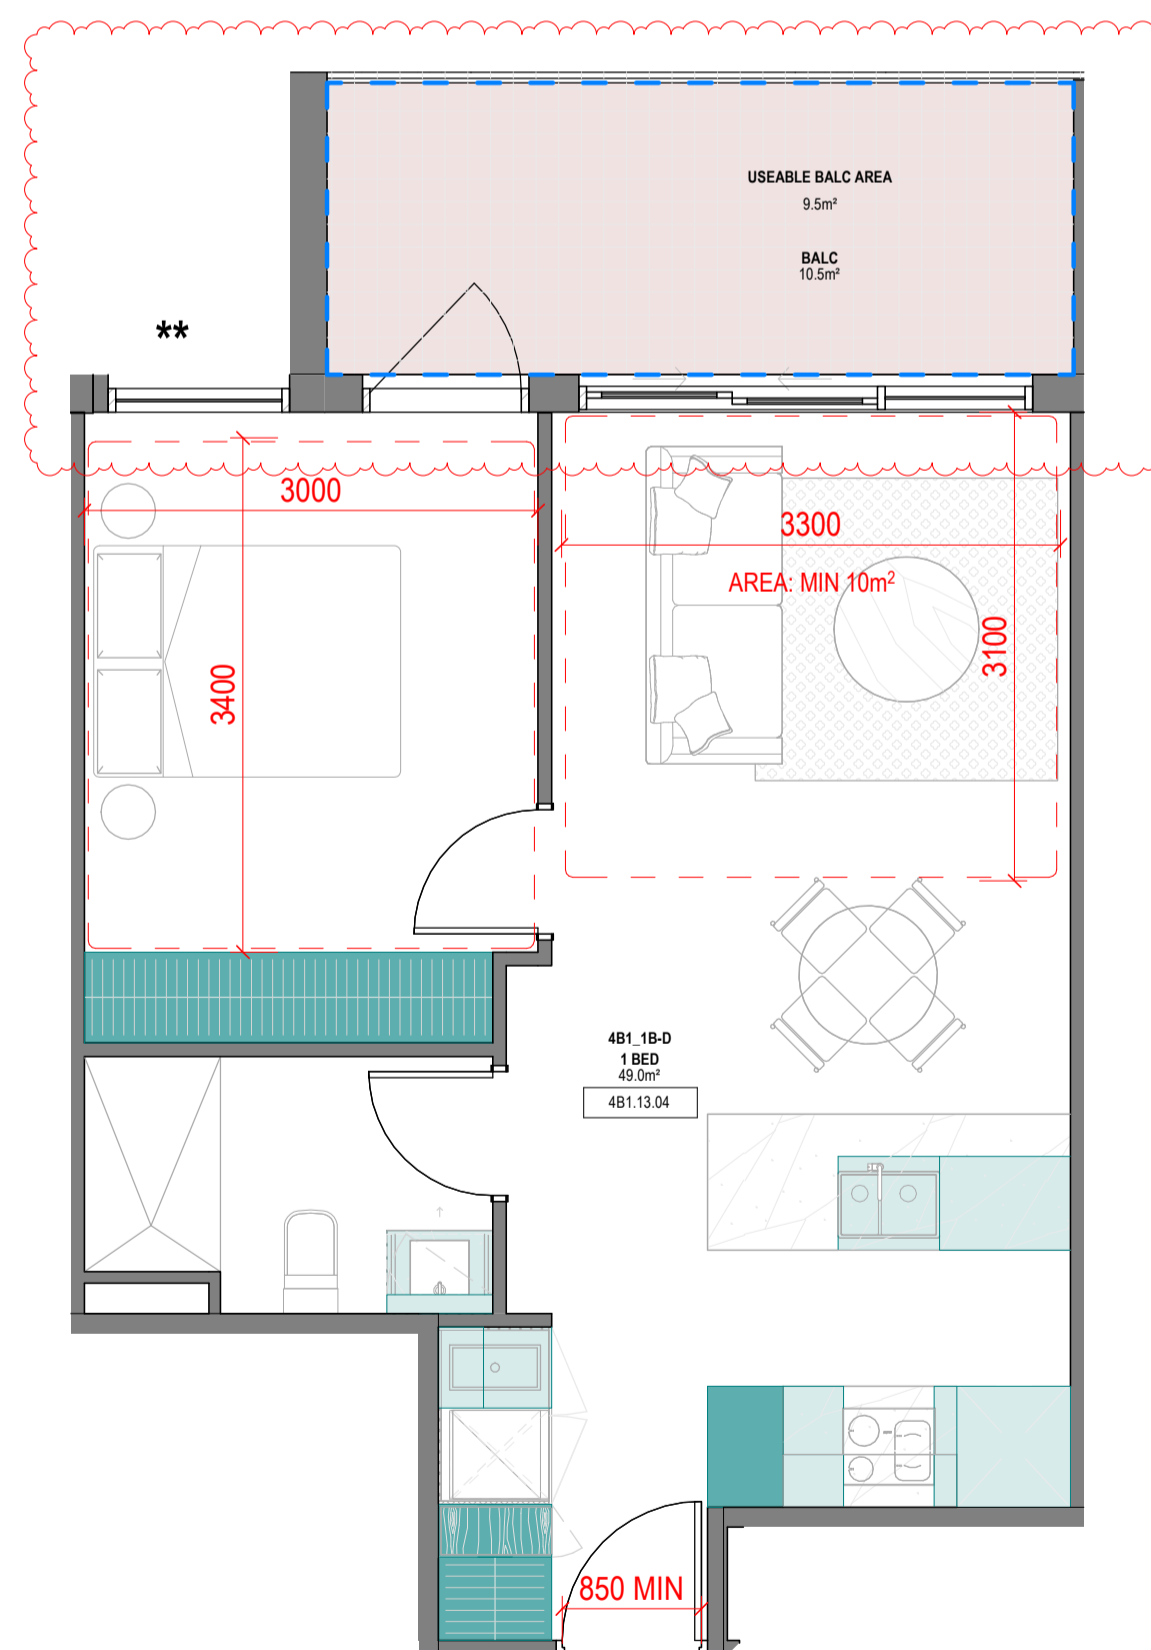 USEABLE BALC AREA
9.5m²
BALC
10.5m²
**
3000
3300
AREA: MIN 10m²
3100
3400
4B1_1B-D
1 BED
49.0m²
4B1.13.04
850 MIN